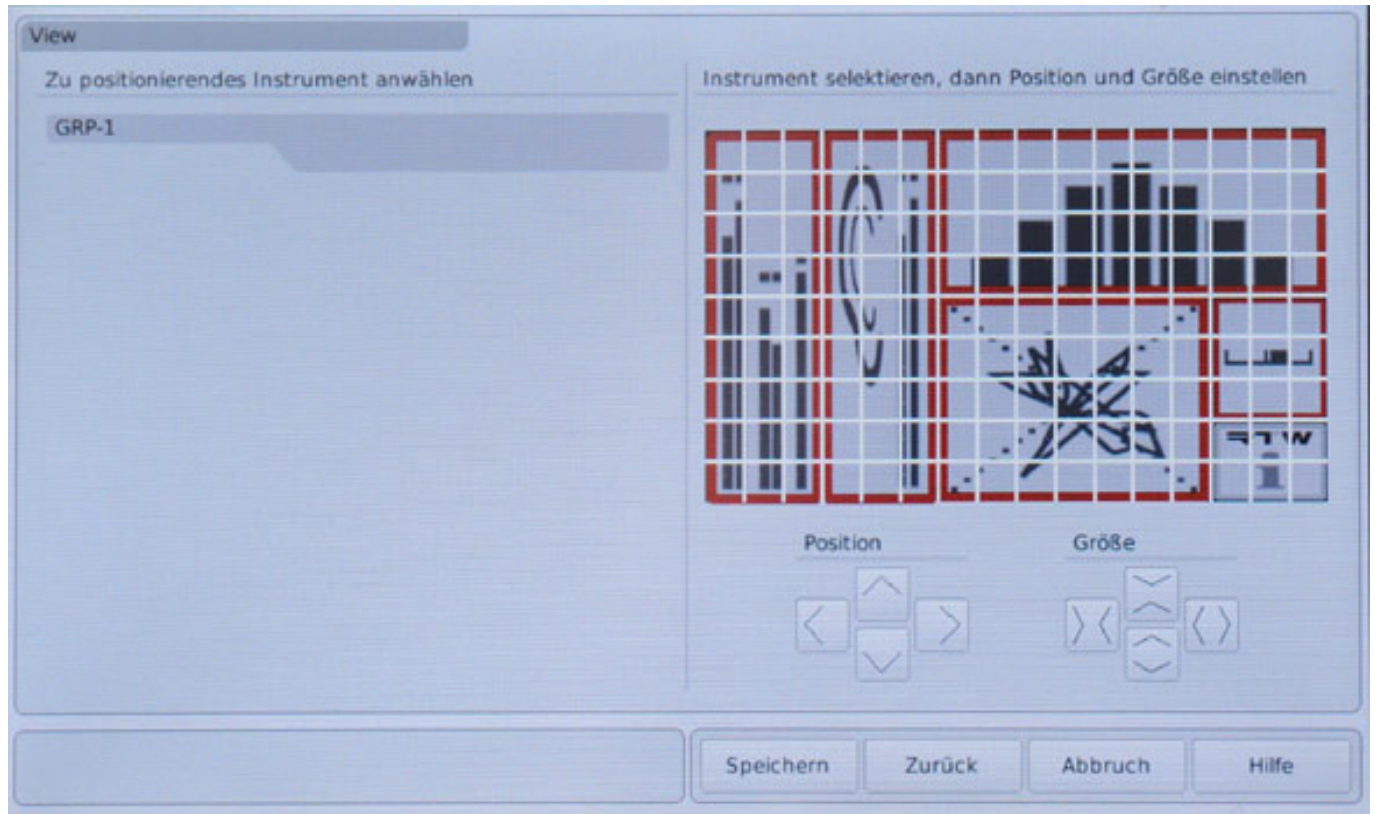 View
Zu positionierendes Instrument anwählen
GRP-1
Instrument selektieren, dann Position und Größe einstellen
RTW
i
Position
Größe
Speichern
Zurück
Abbruch
Hilfe